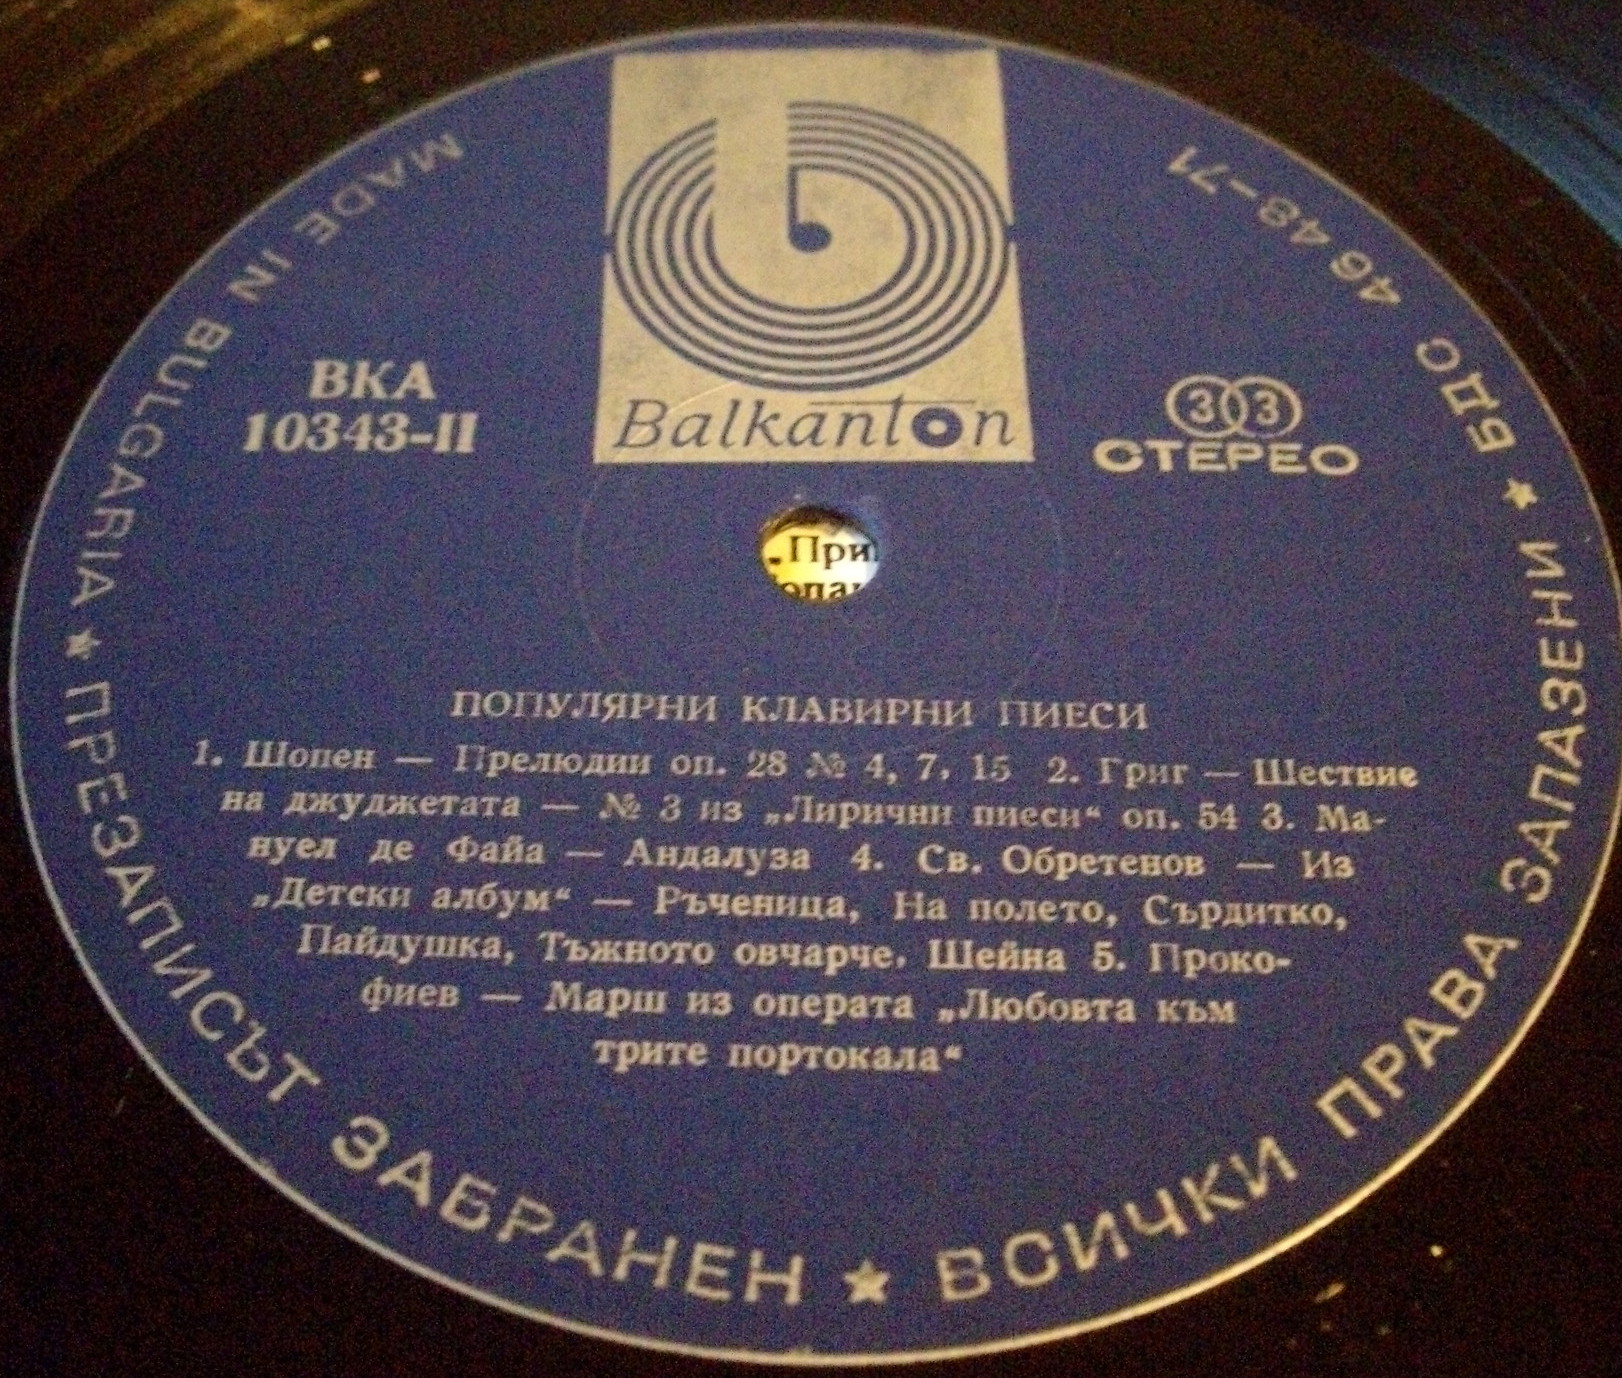 Balkanton
ВКА
10343-II
33
СТЕРЕО
.При
опа
ПОПУЛЯРНИ КЛАВИРНИ ПИЕСИ
1. Шопен — Прелюдии оп. 28 № 4, 7, 15 2. Григ — Шествие
на джуджетата — № 3 из „Лирични пиеси“ оп. 54 3. Ма-
нуел де Файа — Андалуза 4. Св. Обретенов — Из
„Детски албум“ — Ръченица, На полето, Сърдитко,
Пайдушка, Тъжното овчарче, Шейна 5. Проко-
фиев — Марш из операта „Любовта към
трите портокала“
MADE IN BULGARIA ★ ПРЕЗАПИСЪТ ЗАБРАНЕН ★ ВСИЧКИ ПРАВА ЗАПАЗЕНИ ★ БДС 4648-71